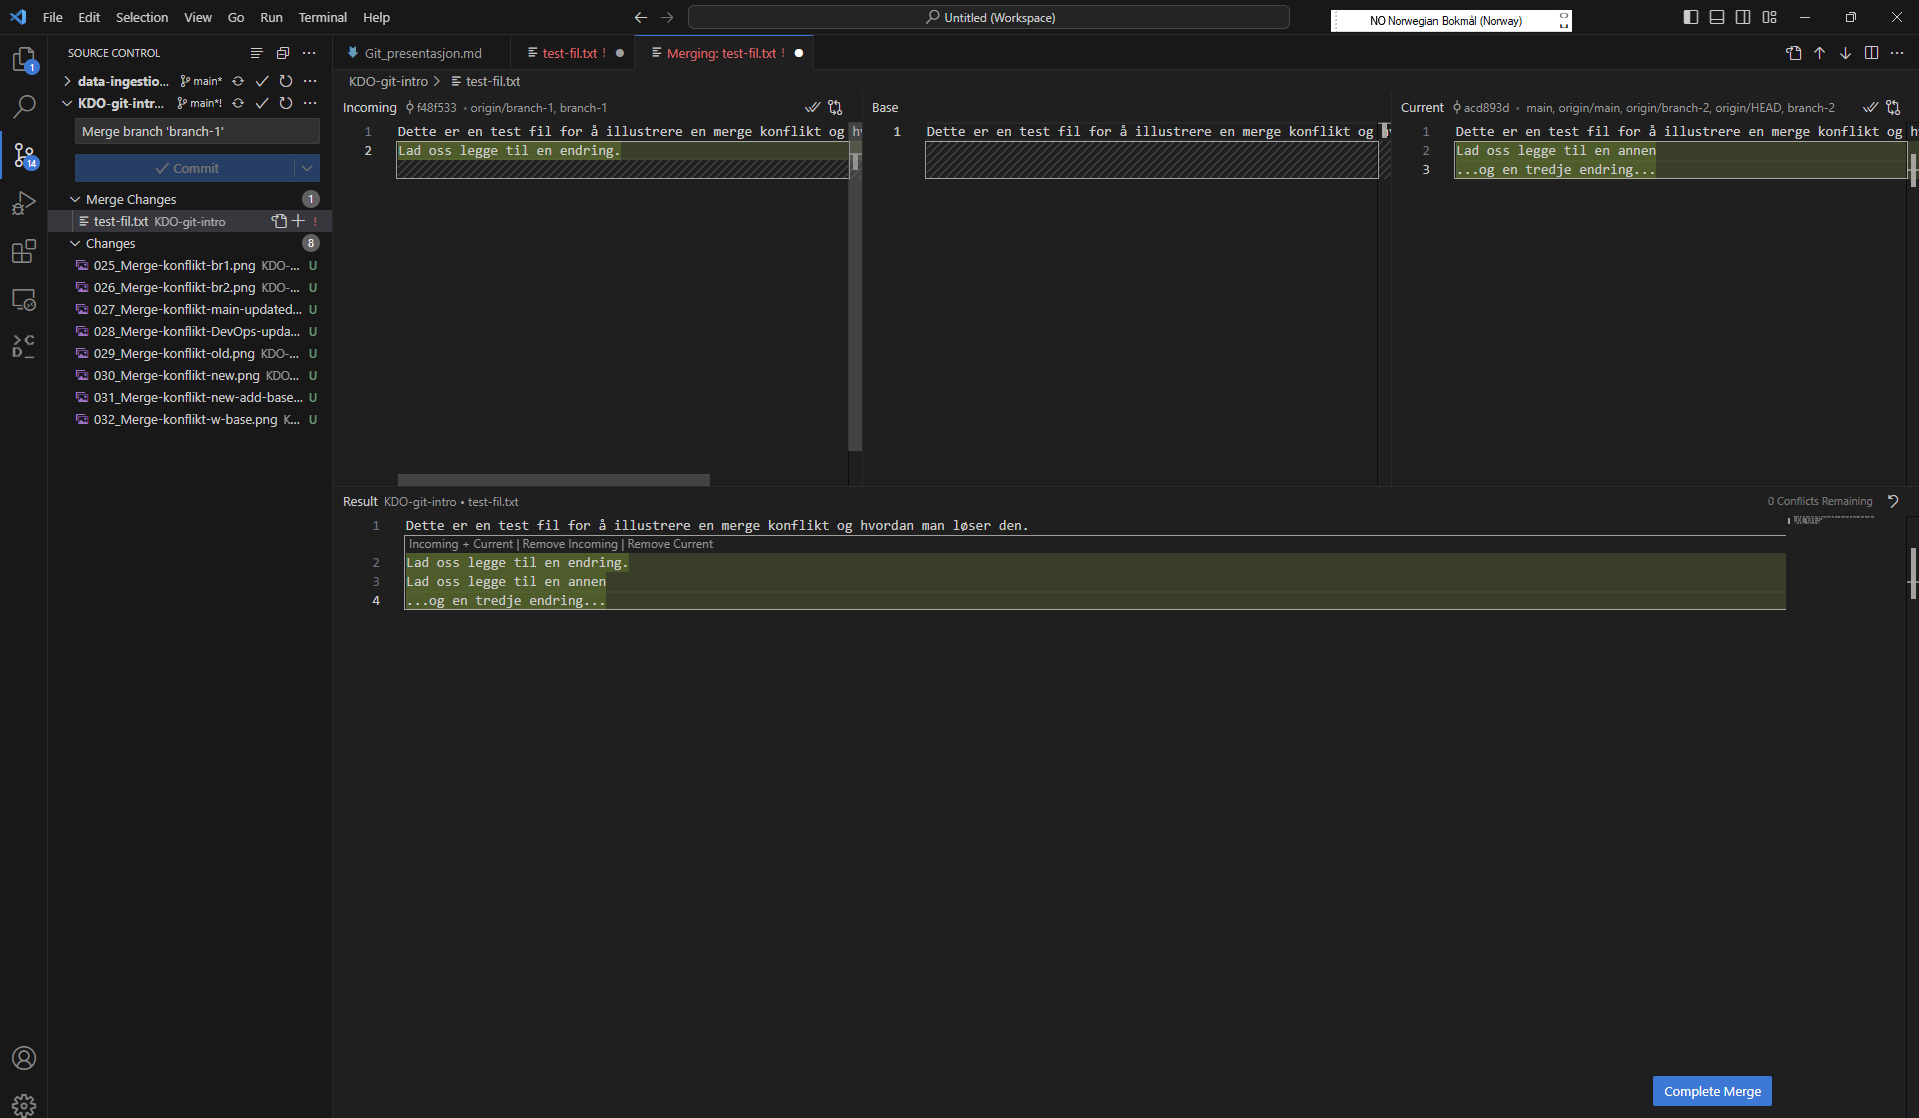 File Edit Selection View Go Run Terminal Help
Untitled (Workspace)
NO Norwegian Bokmål (Norway)
SOURCE CONTROL
data-ingestio... main*
KDO-git-intr... main*!
Merge branch 'branch-1'
Commit
Merge Changes 1
test-fil.txt KDO-git-intro !
Changes 8
025_Merge-konflikt-br1.png KDO-... U
026_Merge-konflikt-br2.png KDO-... U
027_Merge-konflikt-main-updated... U
028_Merge-konflikt-DevOps-upda... U
029_Merge-konflikt-old.png KDO-... U
030_Merge-konflikt-new.png KDO... U
031_Merge-konflikt-new-add-base... U
032_Merge-konflikt-w-base.png K... U
1
14
Git_presentasjon.md
test-fil.txt !
Merging: test-fil.txt !
KDO-git-intro > test-fil.txt
Incoming f48f533 • origin/branch-1, branch-1
1 Dette er en test fil for å illustrere en merge konflikt og hv
2 Lad oss legge til en endring.
Base
1 Dette er en test fil for å illustrere en merge konflikt og
Current acd893d • main, origin/main, origin/branch-2, origin/HEAD, branch-2
1 Dette er en test fil for å illustrere en merge konflikt og h
2 Lad oss legge til en annen
3 ...og en tredje endring...
Result KDO-git-intro • test-fil.txt
0 Conflicts Remaining
1 Dette er en test fil for å illustrere en merge konflikt og hvordan man løser den.
Incoming + Current | Remove Incoming | Remove Current
2 Lad oss legge til en endring.
3 Lad oss legge til en annen
4 ...og en tredje endring...
Complete Merge